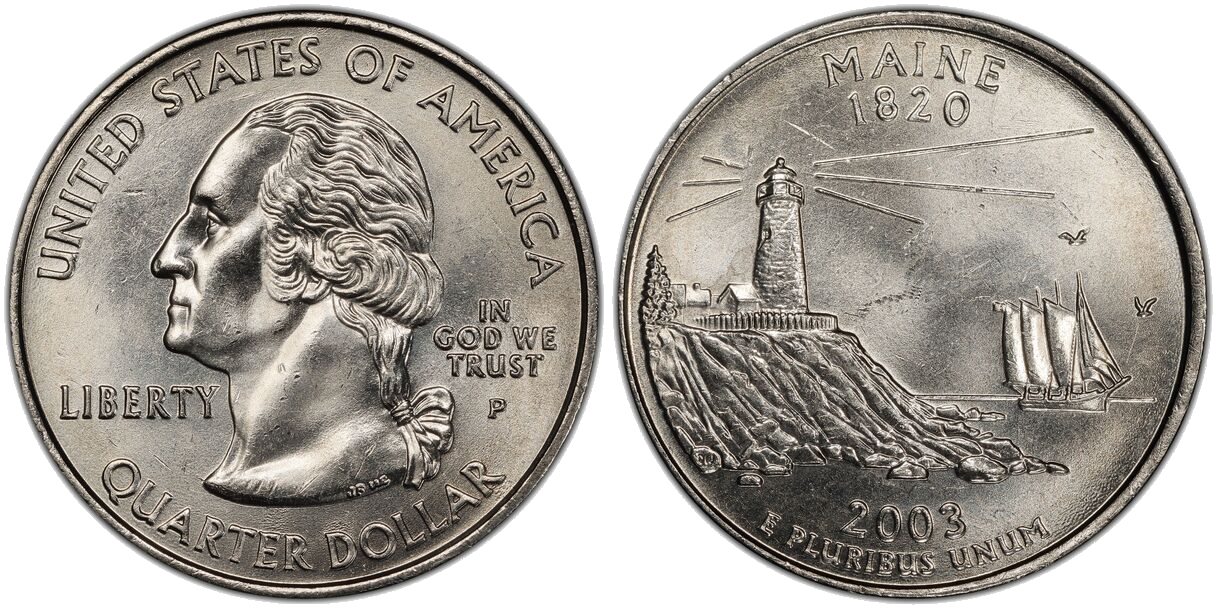 UNITED STATES OF AMERICA
LIBERTY
IN
GOD WE
TRUST
P
QUARTER DOLLAR
MAINE
1820
2003
E PLURIBUS UNUM